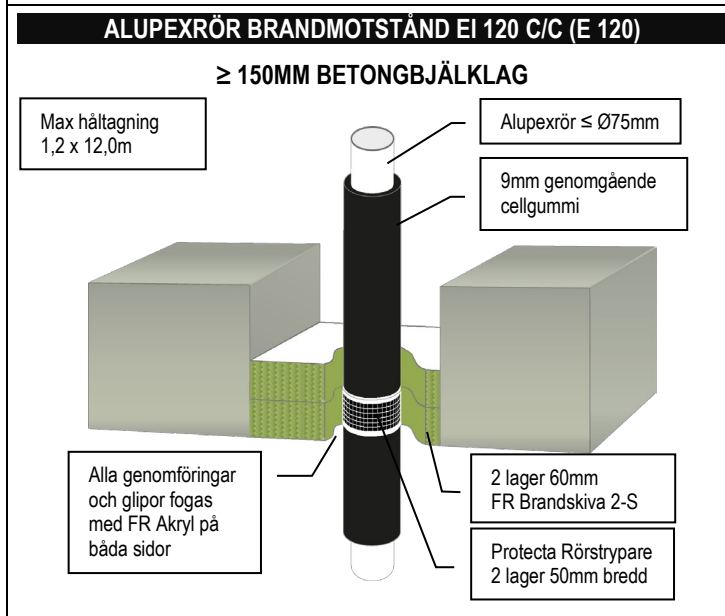 ALUPEXRÖR BRANDMOTSTÅND EI 120 C/C (E 120)
≥ 150MM BETONGBJÄLKLAG
Max håltagning
1,2 x 12,0m
Alupexrör ≤ Ø75mm
9mm genomgående
cellgummi
Alla genomföringar
och glipor fogas
med FR Akryl på
båda sidor
2 lager 60mm
FR Brandskiva 2-S
Protecta Rörstrypare
2 lager 50mm bredd